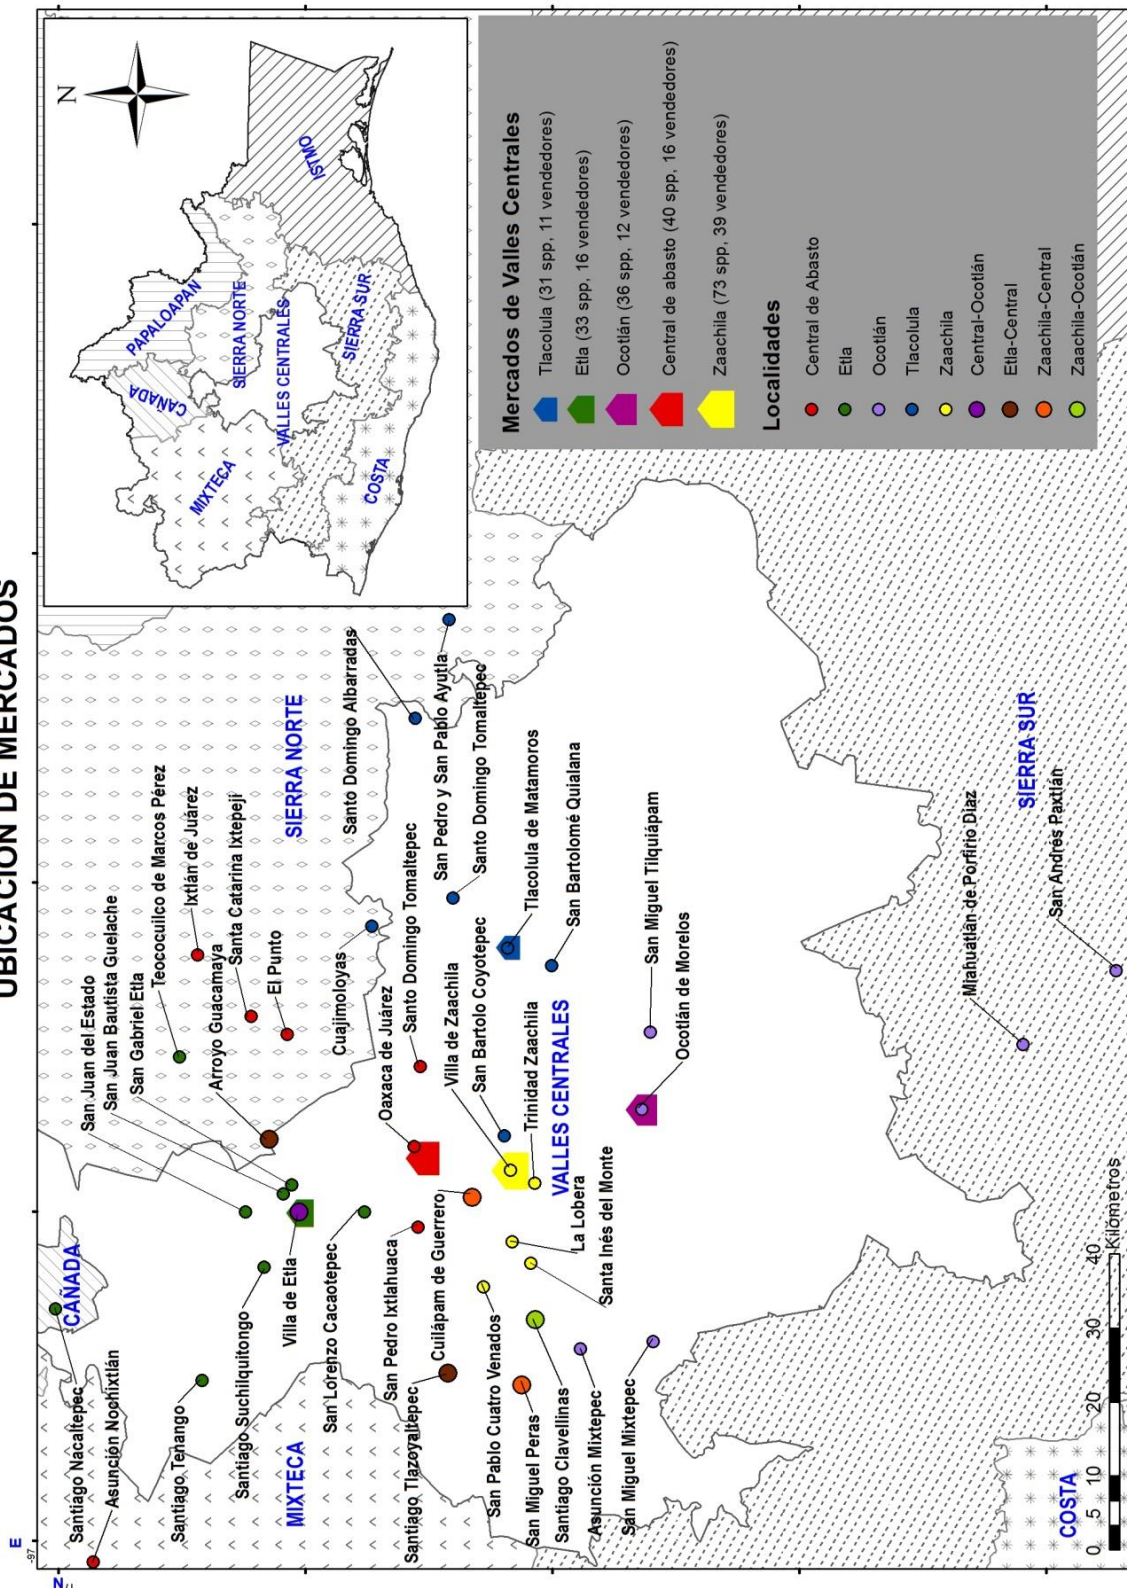 UBICACIÓN DE MERCADOS
E
-97
N
CAÑADA
Santiago Nacaltepec
Asunción Nochixtlán
Santiago Tenango
Santiago Suchilquitongo
MIXTECA
San Juan del Estado
San Juan Bautista Guelache
San Gabriel Etla
Teococuilco de Marcos Pérez
Ixtlán de Juárez
Arroyo Guacamaya
Santa Catarina Ixtepeji
El Punto
SIERRA NORTE
Villa de Etla
San Lorenzo Cacaotepec
Cuajimoloyas
Santo Domingo Albarradas
Oaxaca de Juárez
Santo Domingo Tomaltepec
San Pedro Ixtlahuaca
Santiago Tlazoyaltepec
Cuilápam de Guerrero
San Pedro y San Pablo Ayutla
Villa de Zaachila
San Bartolo Coyotepec
Santo Domingo Tomaltepec
San Pablo Cuatro Venados
Tlacolula de Matamoros
San Miguel Peras
Trinidad Zaachila
Santiago Clavellinas
VALLES CENTRALES
La Lobera
San Bartolomé Quialana
Asunción Mixtepec
Santa Inés del Monte
San Miguel Mixtepec
San Miguel Tilquiápam
Ocotlán de Morelos
Miahuatlán de Porfirio Díaz
SIERRA SUR
San Andrés Paxtlán
COSTA
0 5 10 20 30 40
Kilómetros
N
PAPALOAPAN
CAÑADA
MIXTECA
SIERRA NORTE
VALLES CENTRALES
ISTMO
SIERRA SUR
COSTA
Mercados de Valles Centrales
Tlacolula (31 spp, 11 vendedores)
Etla (33 spp, 16 vendedores)
Ocotlán (36 spp, 12 vendedores)
Central de abasto (40 spp, 16 vendedores)
Zaachila (73 spp, 39 vendedores)
Localidades
Central de Abasto
Etla
Ocotlán
Tlacolula
Zaachila
Central-Ocotlán
Etla-Central
Zaachila-Central
Zaachila-Ocotlán